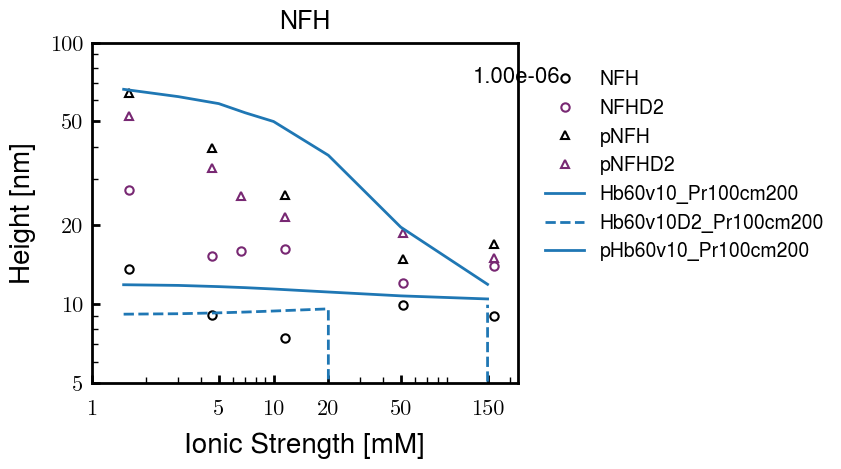 NFH
100
50
20
10
5
Height [nm]
1
5
10
20
50
150
Ionic Strength [mM]
1.00e-06
NFH
NFHD2
pNFH
pNFHD2
Hb60v10_Pr100cm200
Hb60v10D2_Pr100cm200
pHb60v10_Pr100cm200